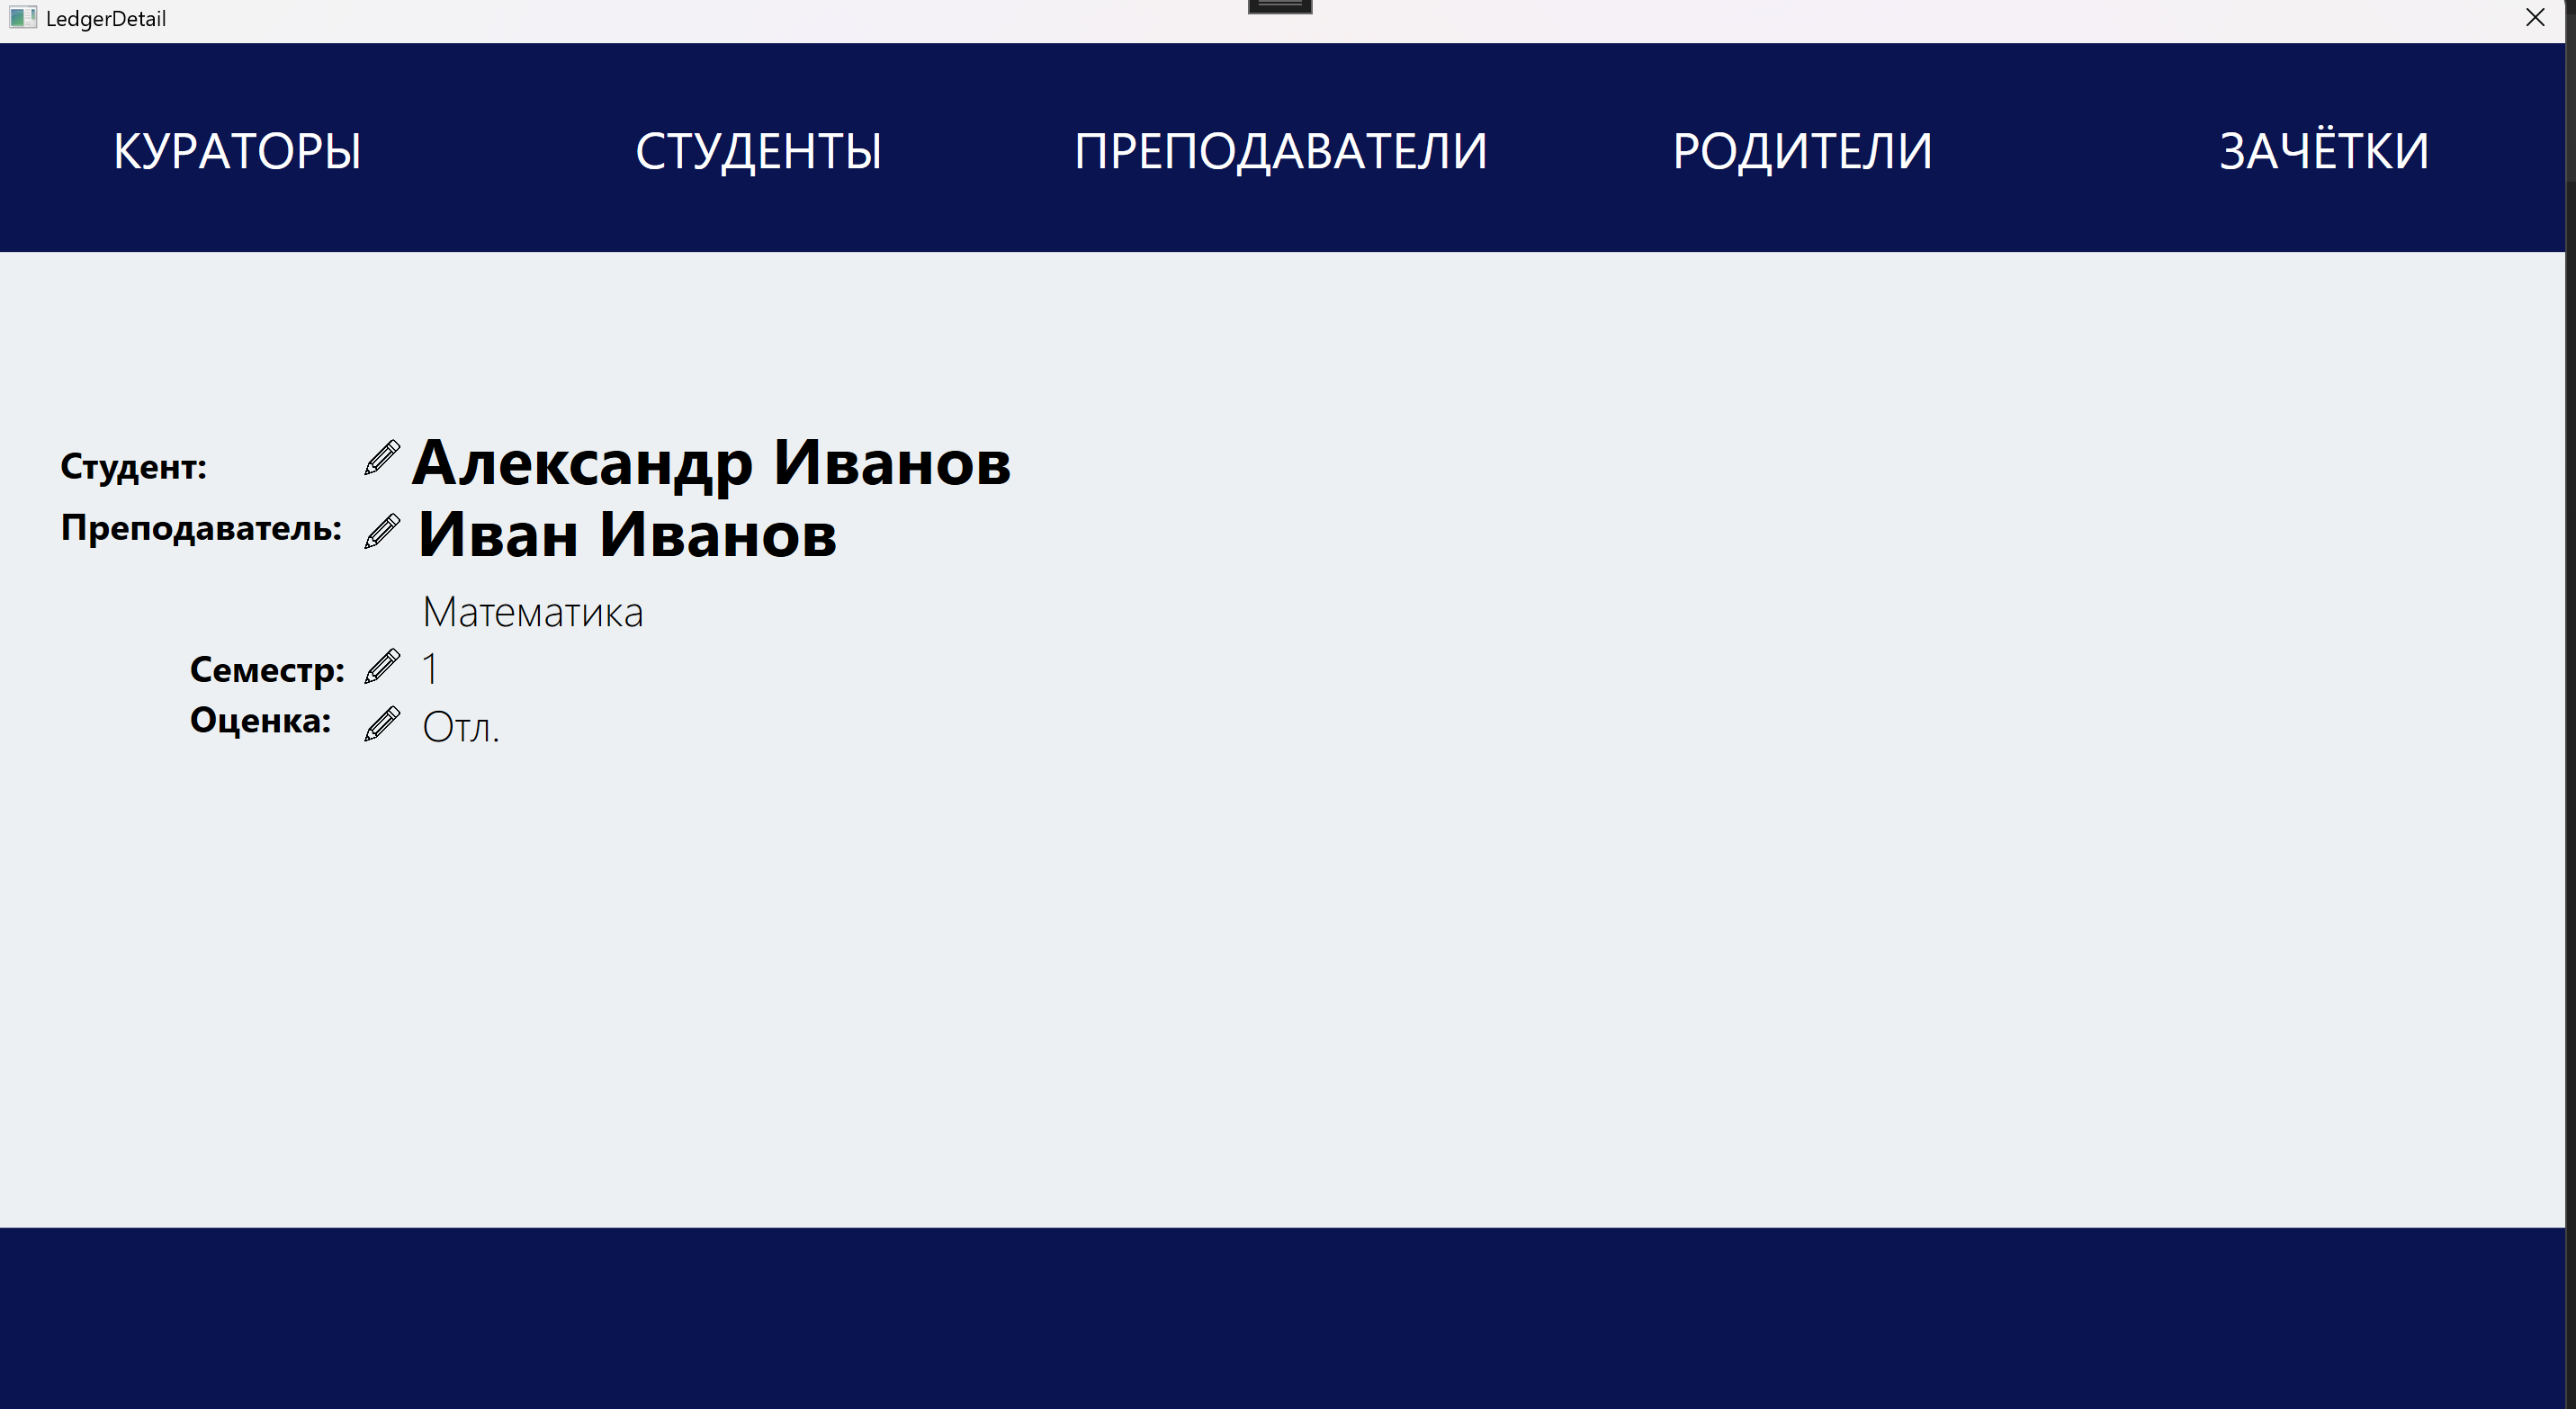 LedgerDetail
КУРАТОРЫ СТУДЕНТЫ ПРЕПОДАВАТЕЛИ РОДИТЕЛИ ЗАЧЁТКИ
Студент: Александр Иванов
Преподаватель: Иван Иванов
Математика
Семестр: 1
Оценка: Отл.